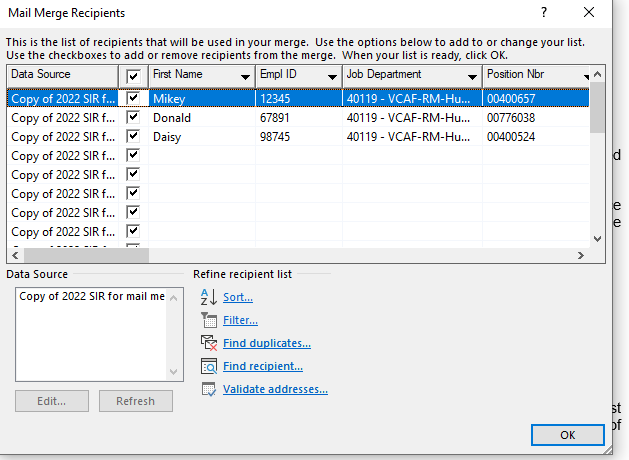 Mail Merge Recipients ? ×
This is the list of recipients that will be used in your merge. Use the options below to add to or change your list.
Use the checkboxes to add or remove recipients from the merge. When your list is ready, click OK.
Data Source First Name Empl ID Job Department Position Nbr
Copy of 2022 SIR f... Mikey 12345 40119 - VCAF-RM-Hu... 00400657
Copy of 2022 SIR f... Donald 67891 40119 - VCAF-RM-Hu... 00776038
Copy of 2022 SIR f... Daisy 98745 40119 - VCAF-RM-Hu... 00400524
Copy of 2022 SIR f...
Copy of 2022 SIR f...
Copy of 2022 SIR f...
Copy of 2022 SIR f...
Copy of 2022 SIR f...
Copy of 2022 SIR f...
Data Source
Copy of 2022 SIR for mail me
Edit...
Refresh
Refine recipient list
Sort...
Filter...
Find duplicates...
Find recipient...
Validate addresses...
OK